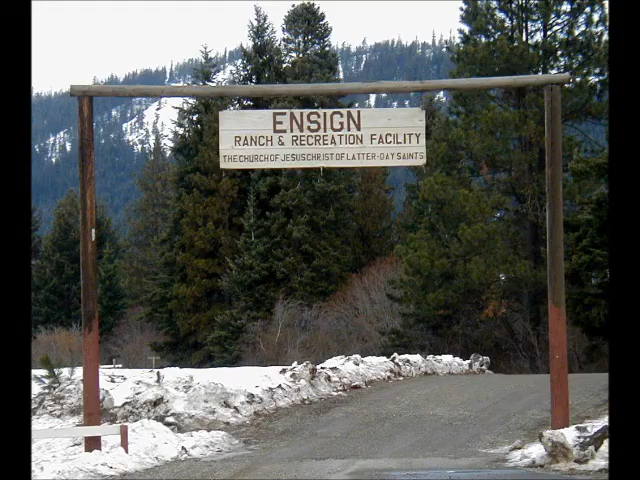 ENSIGN
RANCH & RECREATION FACILITY
THE CHURCH OF JESUS CHRIST OF LATTER-DAY SAINTS